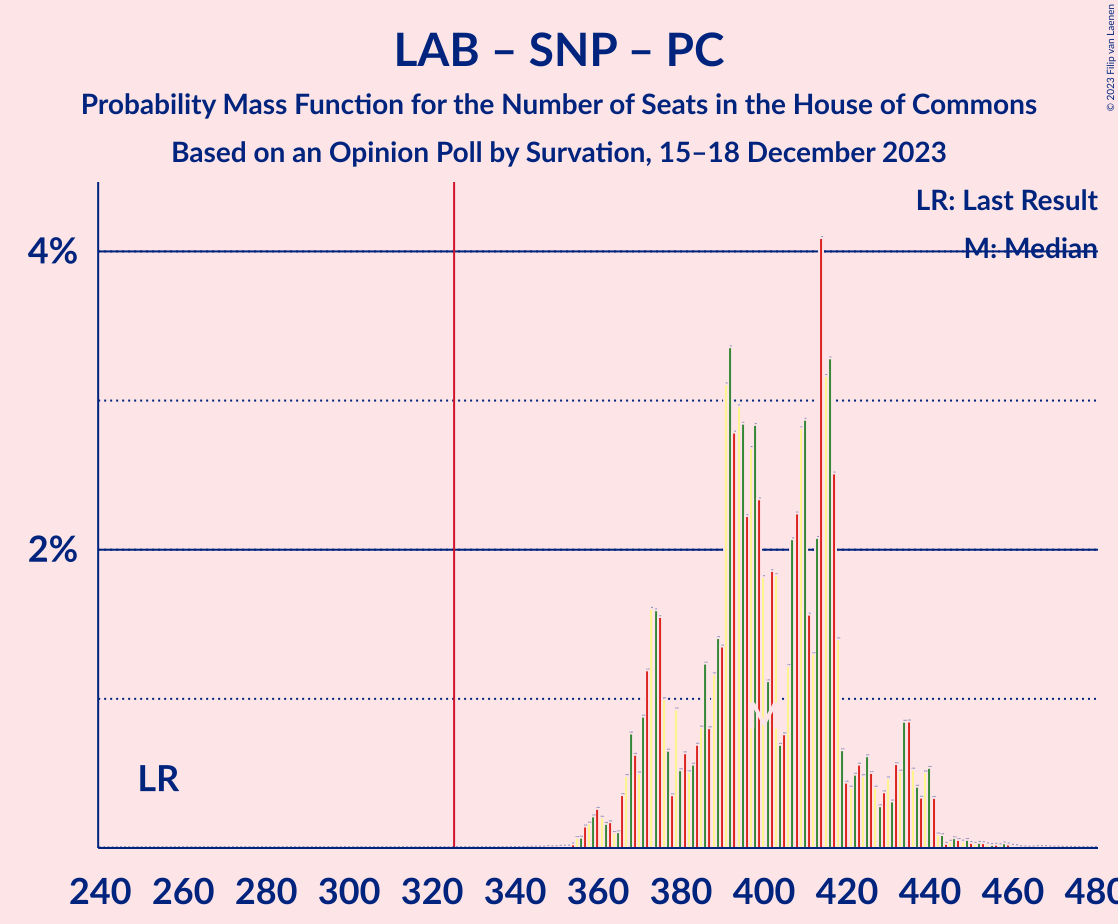 LAB – SNP – PC
Probability Mass Function for the Number of Seats in the House of Commons
Based on an Opinion Poll by Survation, 15–18 December 2023
© 2023 Filip van Laenen
LR: Last Result
M: Median
4%
2%
LR
240 260 280 300 320 340 360 380 400 420 440 460 480